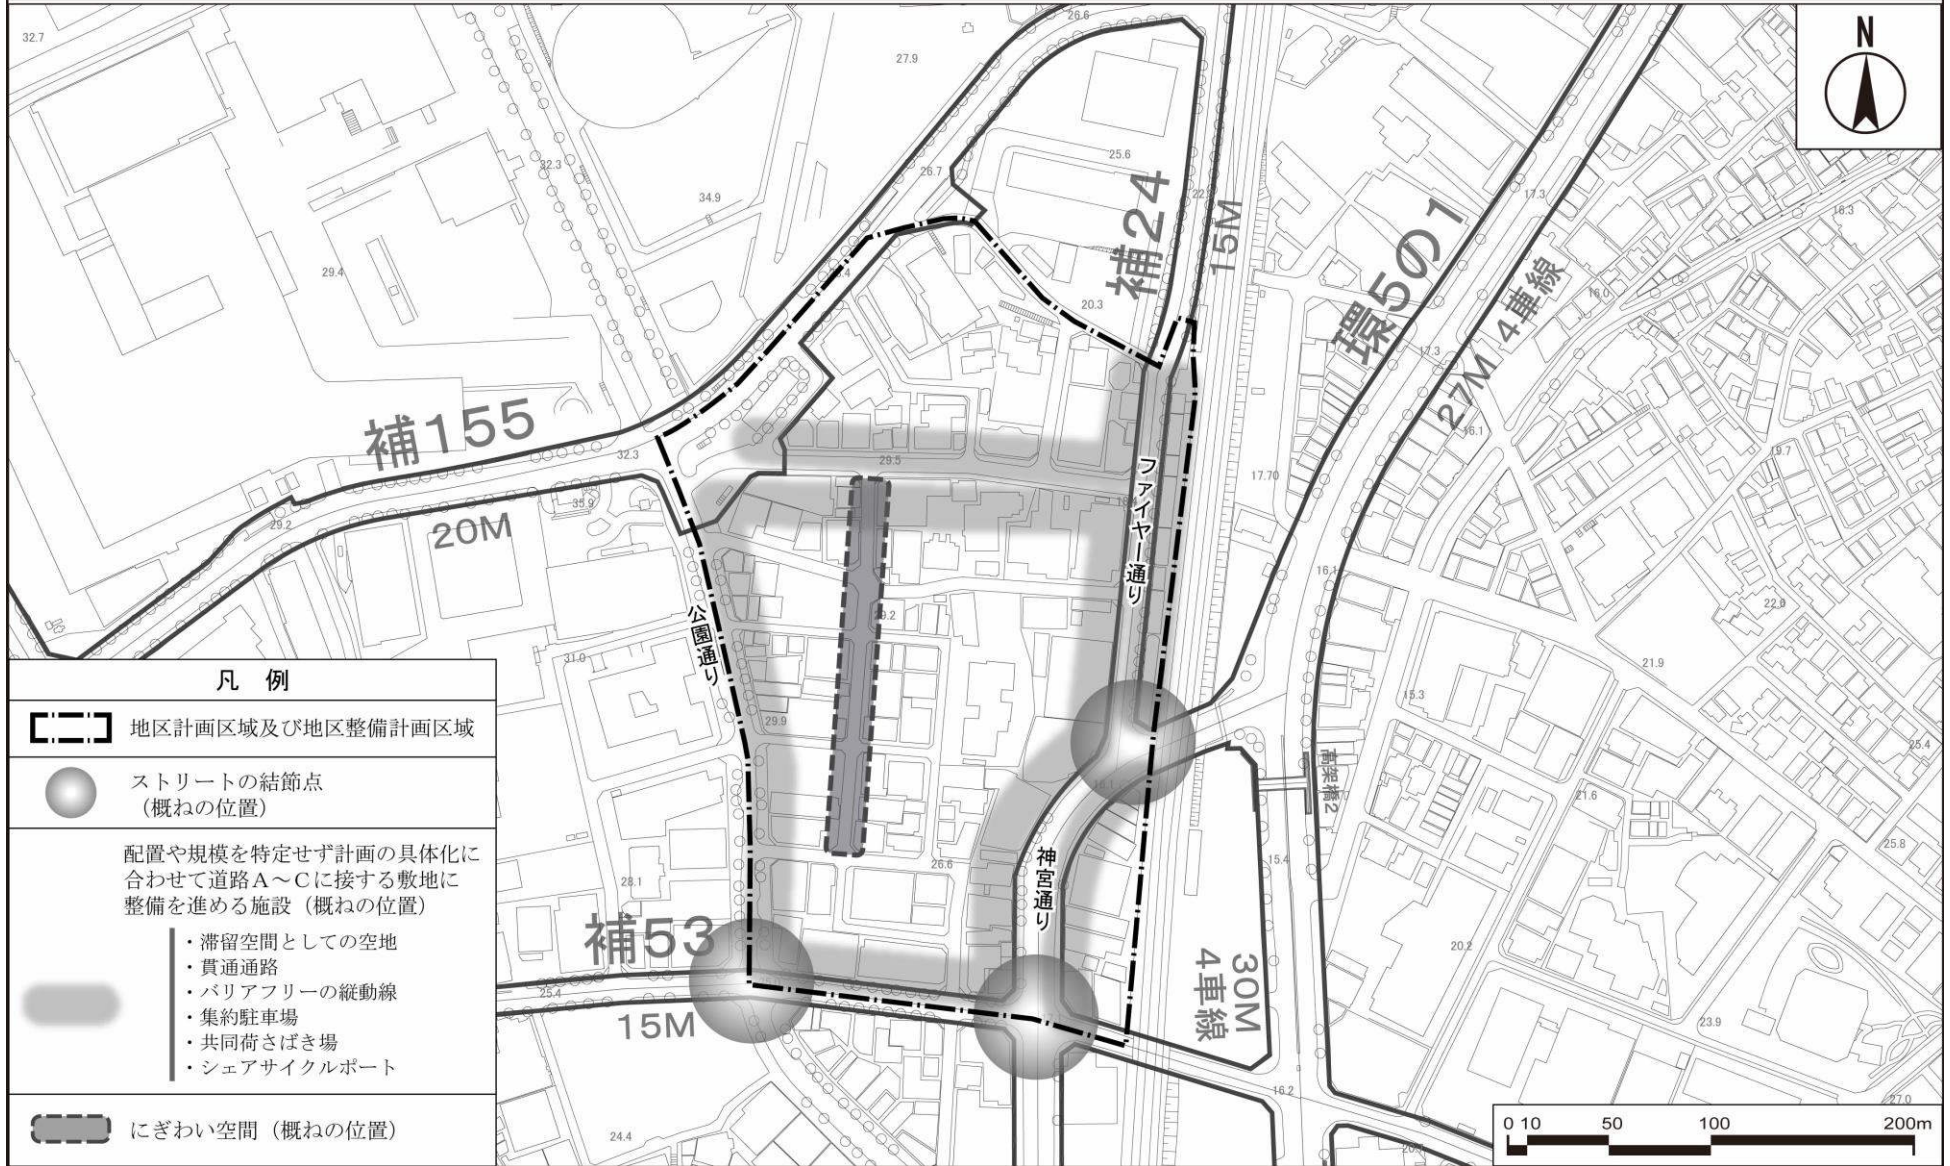 N
32.7
26.6
27.9
32.3
26.7
25.6
34.9
29.4
20.3
補24
15M
環5の1
27M 4車線
17.3
17.3
16.3
16.0
16.1
19.7
補155
32.3
20M
29.2
35.9
29.5
17.70
ファイヤー通り
公園通り
16.1
22.0
31.0
29.9
21.9
15.3
25.4
高架橋2
21.6
神宮通り
15.4
25.8
26.6
28.1
補53
25.4
15M
30M
4車線
20.2
23.9
16.2
27.0
24.4
凡 例
地区計画区域及び地区整備計画区域
ストリートの結節点
(概ねの位置)
配置や規模を特定せず計画の具体化に
合わせて道路A~Cに接する敷地に
整備を進める施設(概ねの位置)
・滞留空間としての空地
・貫通通路
・バリアフリーの縦動線
・集約駐車場
・共同荷さばき場
・シェアサイクルポート
にぎわい空間(概ねの位置)
0 10 50 100 200m